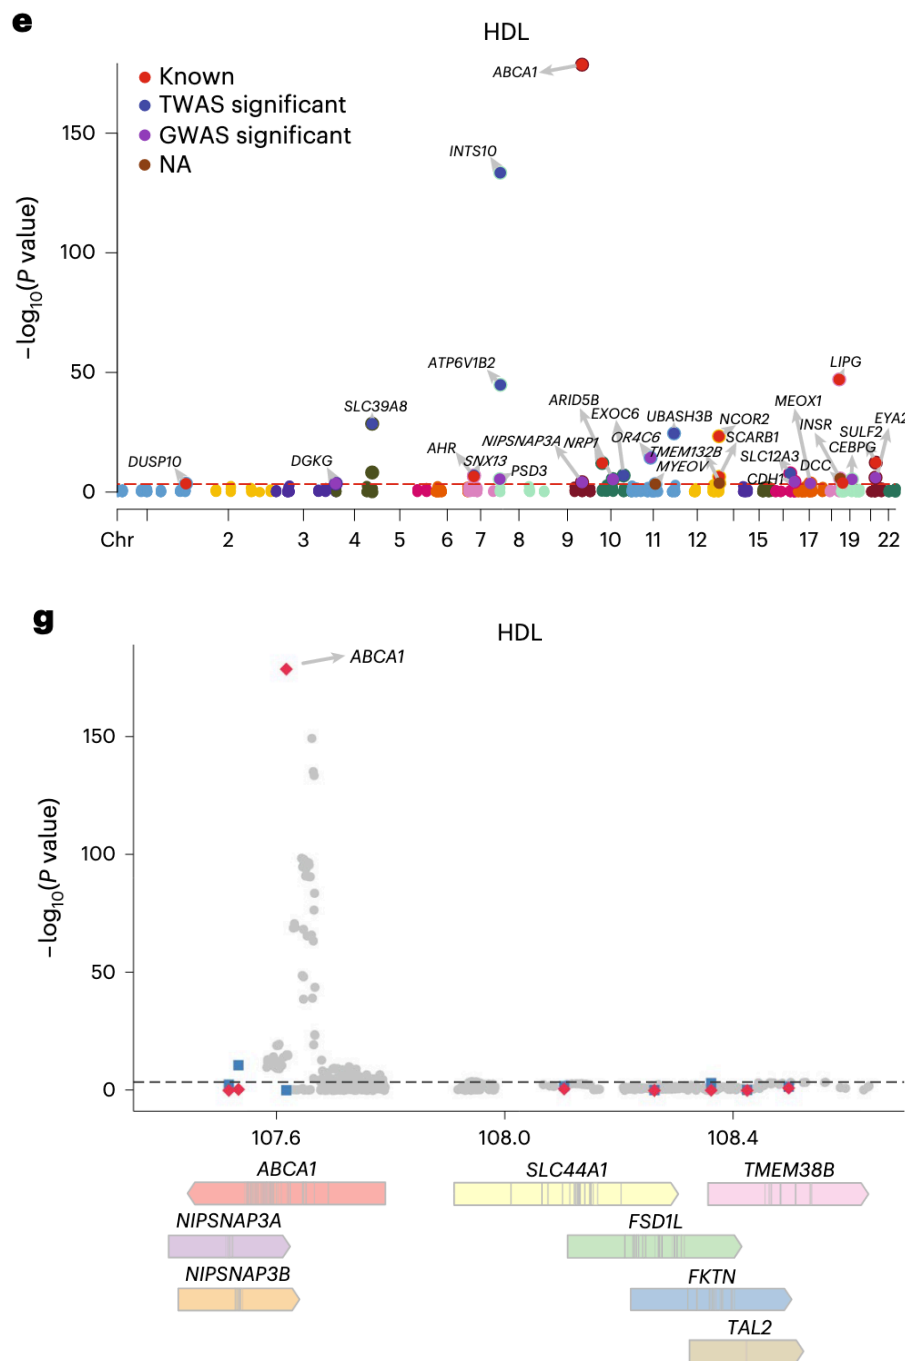 e
HDL
Known
TWAS significant
GWAS significant
NA
−log10(P value)
150
100
50
0
ABCA1
INTS10
ATP6V1B2
LIPG
SLC39A8
ARID5B
EXOC6
UBASH3B
MEOX1
NCOR2
INSR
EYA2
SULF2
AHR
NIPSNAP3A
NRP1
OR4C6
SCARB1
CEBPG
DUSP10
DGKG
SNX13
PSD3
TMEM132B
MYEOV
SLC12A3
DCC
CDH1
Chr 2 3 4 5 6 7 8 9 10 11 12 15 17 19 22
g
HDL
−log10(P value)
150
100
50
0
ABCA1
107.6 108.0 108.4
ABCA1 SLC44A1 TMEM38B
NIPSNAP3A FSD1L
NIPSNAP3B FKTN
TAL2